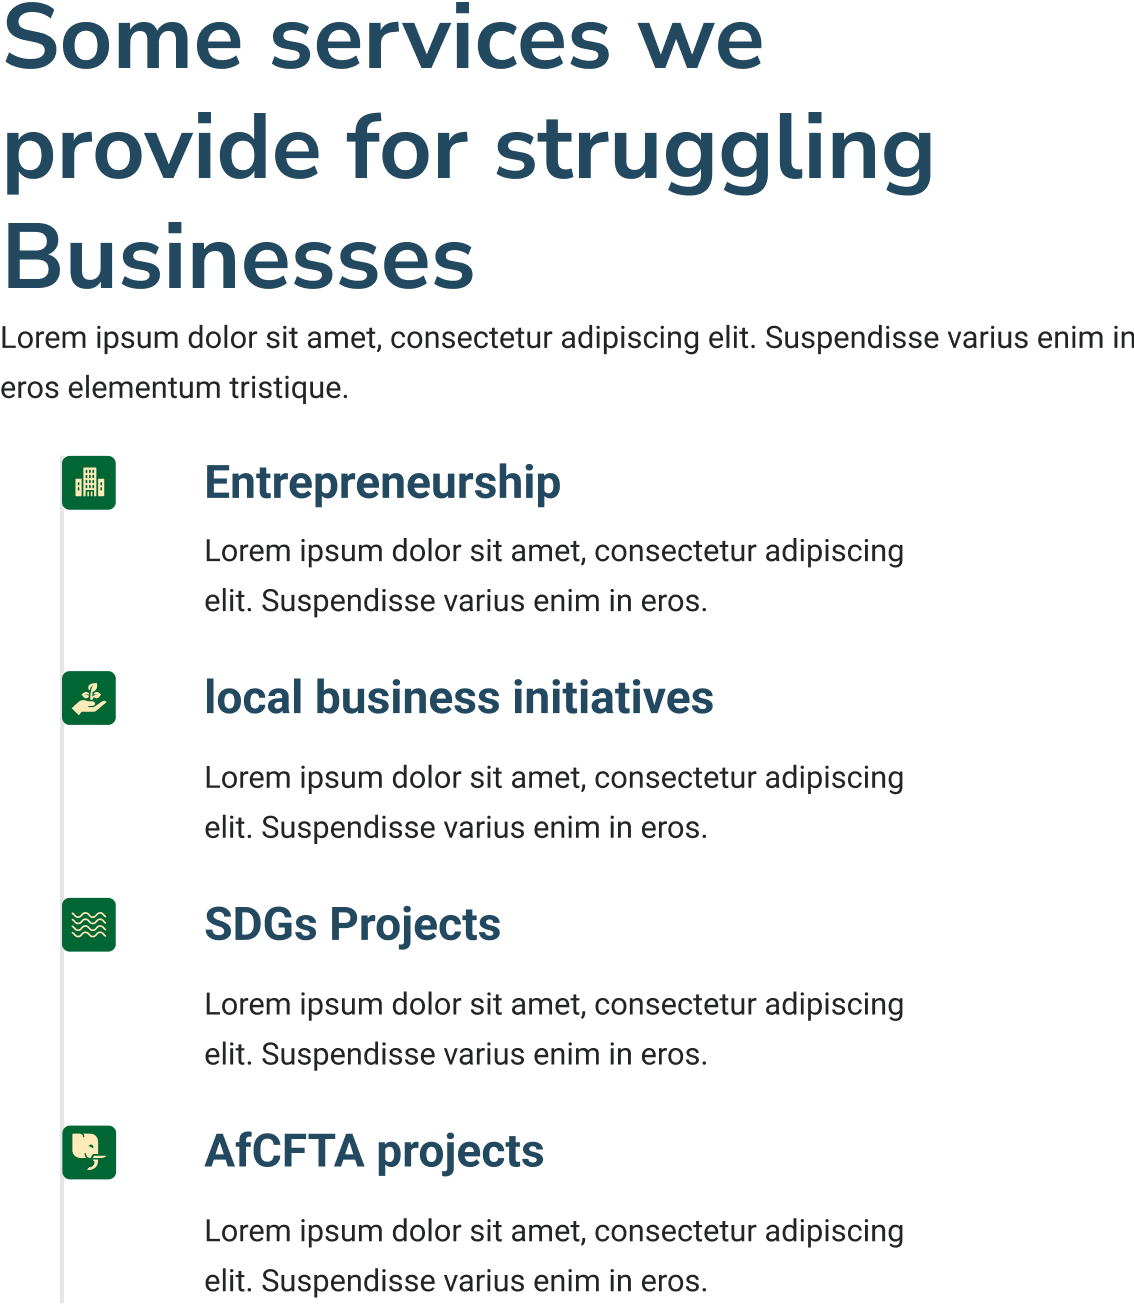 Some services we
provide for struggling
Businesses
Lorem ipsum dolor sit amet, consectetur adipiscing elit. Suspendisse varius enim in
eros elementum tristique.
Entrepreneurship
Lorem ipsum dolor sit amet, consectetur adipiscing
elit. Suspendisse varius enim in eros.
local business initiatives
Lorem ipsum dolor sit amet, consectetur adipiscing
elit. Suspendisse varius enim in eros.
SDGs Projects
Lorem ipsum dolor sit amet, consectetur adipiscing
elit. Suspendisse varius enim in eros.
AfCFTA projects
Lorem ipsum dolor sit amet, consectetur adipiscing
elit. Suspendisse varius enim in eros.